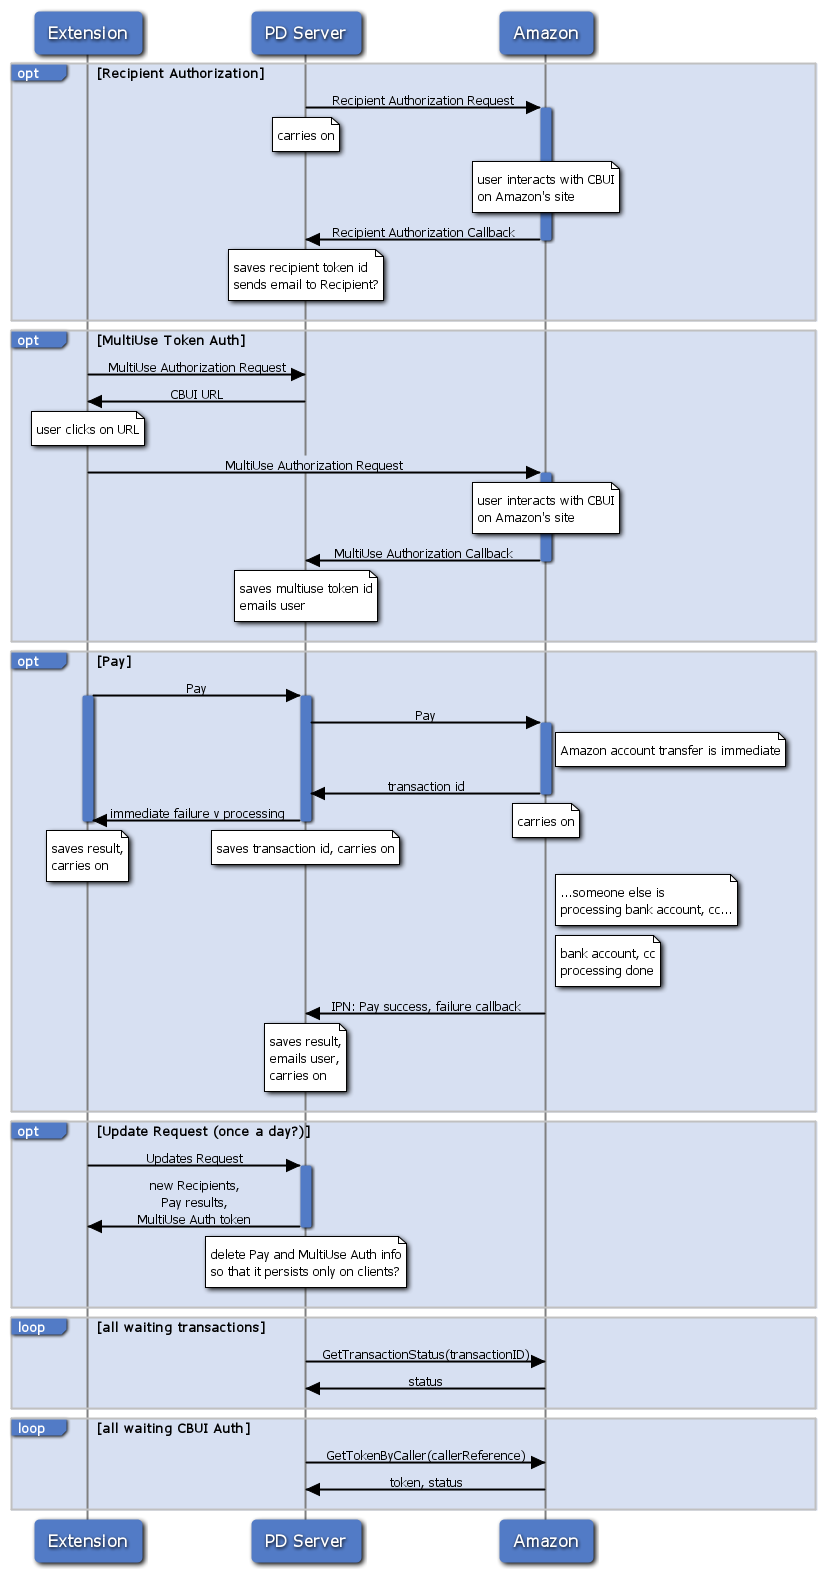 Extension
PD Server
Amazon
opt
[Recipient Authorization]
Recipient Authorization Request
carries on
user interacts with CBUI
on Amazon's site
Recipient Authorization Callback
saves recipient token id
sends email to Recipient?
opt
[MultiUse Token Auth]
MultiUse Authorization Request
CBUI URL
user clicks on URL
MultiUse Authorization Request
user interacts with CBUI
on Amazon's site
MultiUse Authorization Callback
saves multiuse token id
emails user
opt
[Pay]
Pay
Pay
Amazon account transfer is immediate
transaction id
immediate failure v processing
carries on
saves result,
carries on
saves transaction id, carries on
...someone else is
processing bank account, cc...
bank account, cc
processing done
IPN: Pay success, failure callback
saves result,
emails user,
carries on
opt
[Update Request (once a day?)]
Updates Request
new Recipients,
Pay results,
MultiUse Auth token
delete Pay and MultiUse Auth info
so that it persists only on clients?
loop
[all waiting transactions]
GetTransactionStatus(transactionID)
status
loop
[all waiting CBUI Auth]
GetTokenByCaller(callerReference)
token, status
Extension
PD Server
Amazon